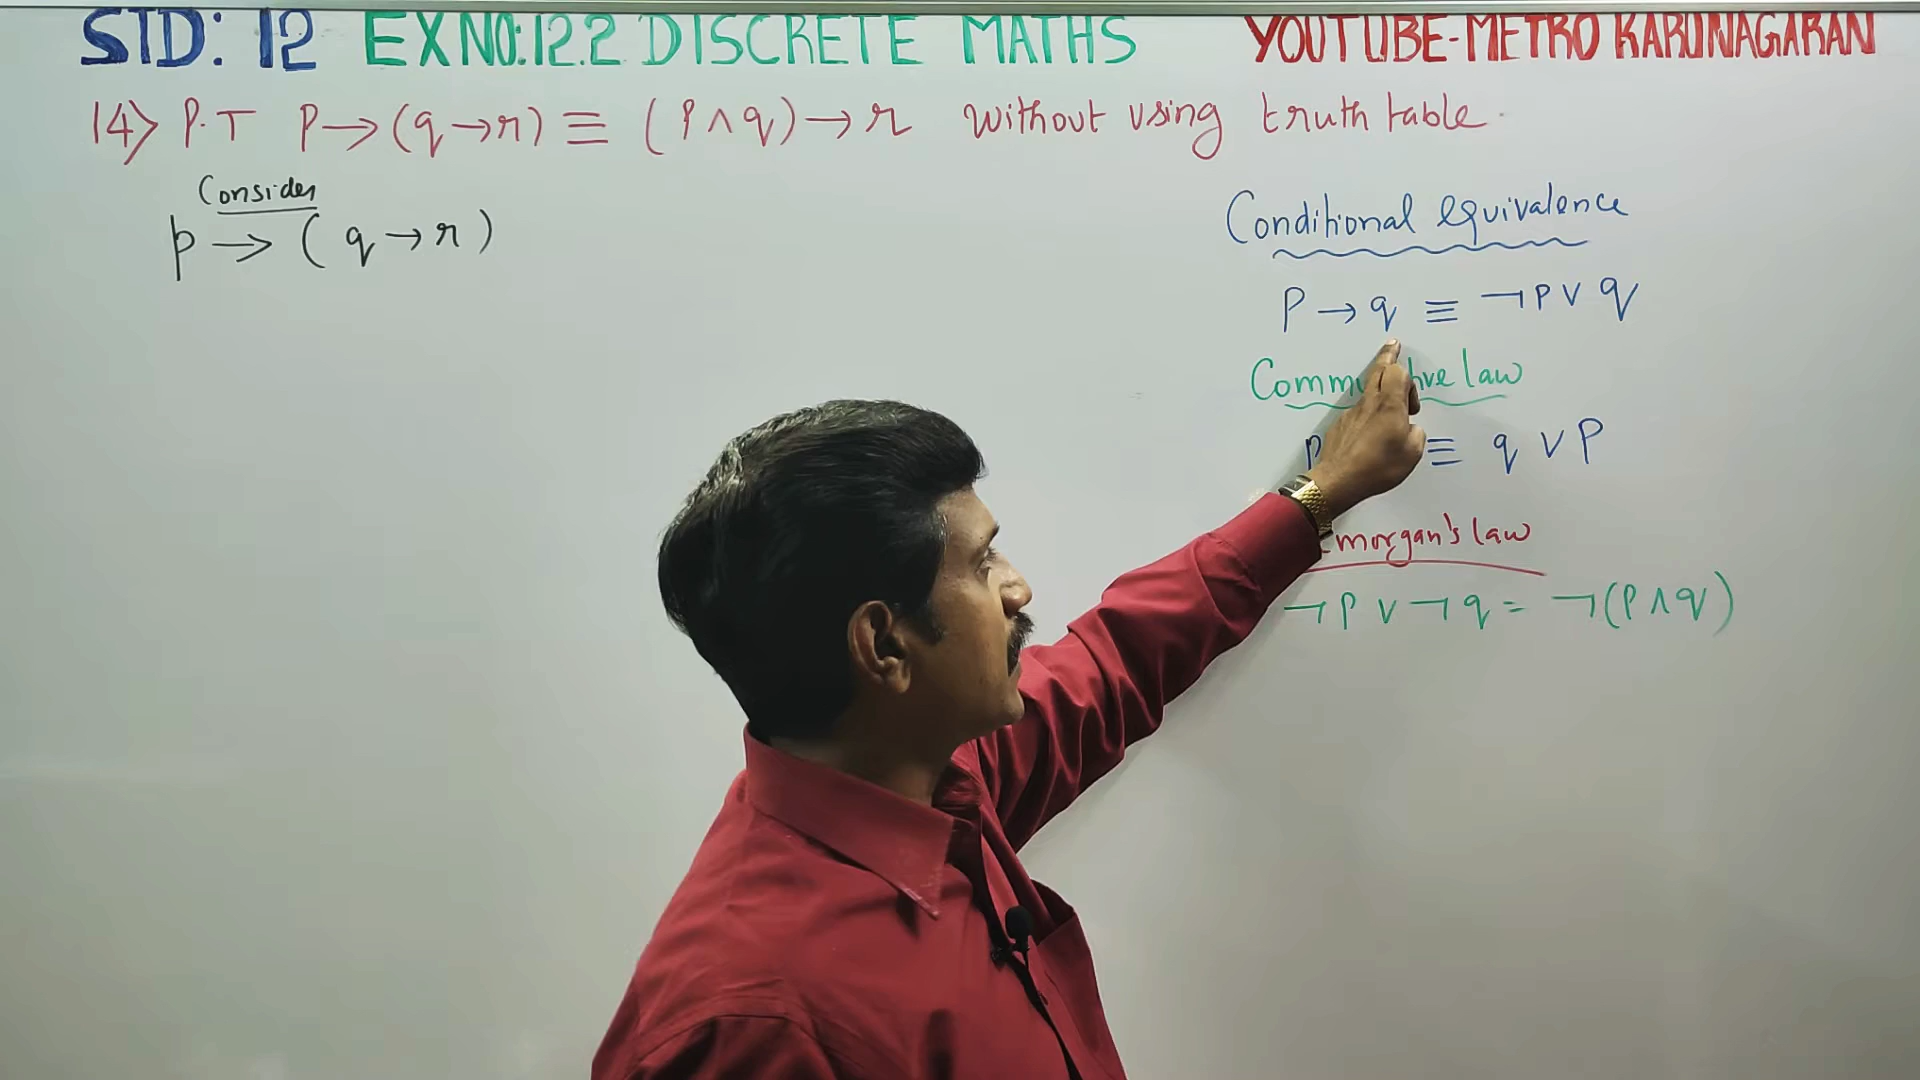 STD: 12 EX NO: 12.2 DISCRETE MATHS YOUTUBE-METRO KARUNAGARAN
14> P.T P→(q→r) ≡ (P∧q)→r without using truth table.
Consider
p → (q→r)
Conditional equivalence
P → q ≡ ¬P∨q
law
≡ q ∨ P
morgan's law
¬P ∨ ¬q = ¬(P∧q)